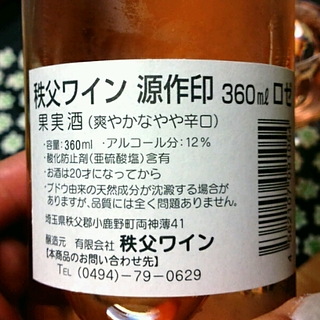 秩父ワイン 源作印 360㎖ ロゼ
果実酒(爽やかなやや辛口)
・容量:360ml ・アルコール分:12%
・酸化防止剤(亜硫酸塩)含有
・お酒は20才になってから
・ブドウ由来の天然成分が沈澱する場合が
ありますが、品質には全く問題ありません。
埼玉県秩父郡小鹿野町両神薄41
醸造元 有限会社 秩父ワイン
【本商品のお問い合わせ先】
TEL (0494)-79-0629